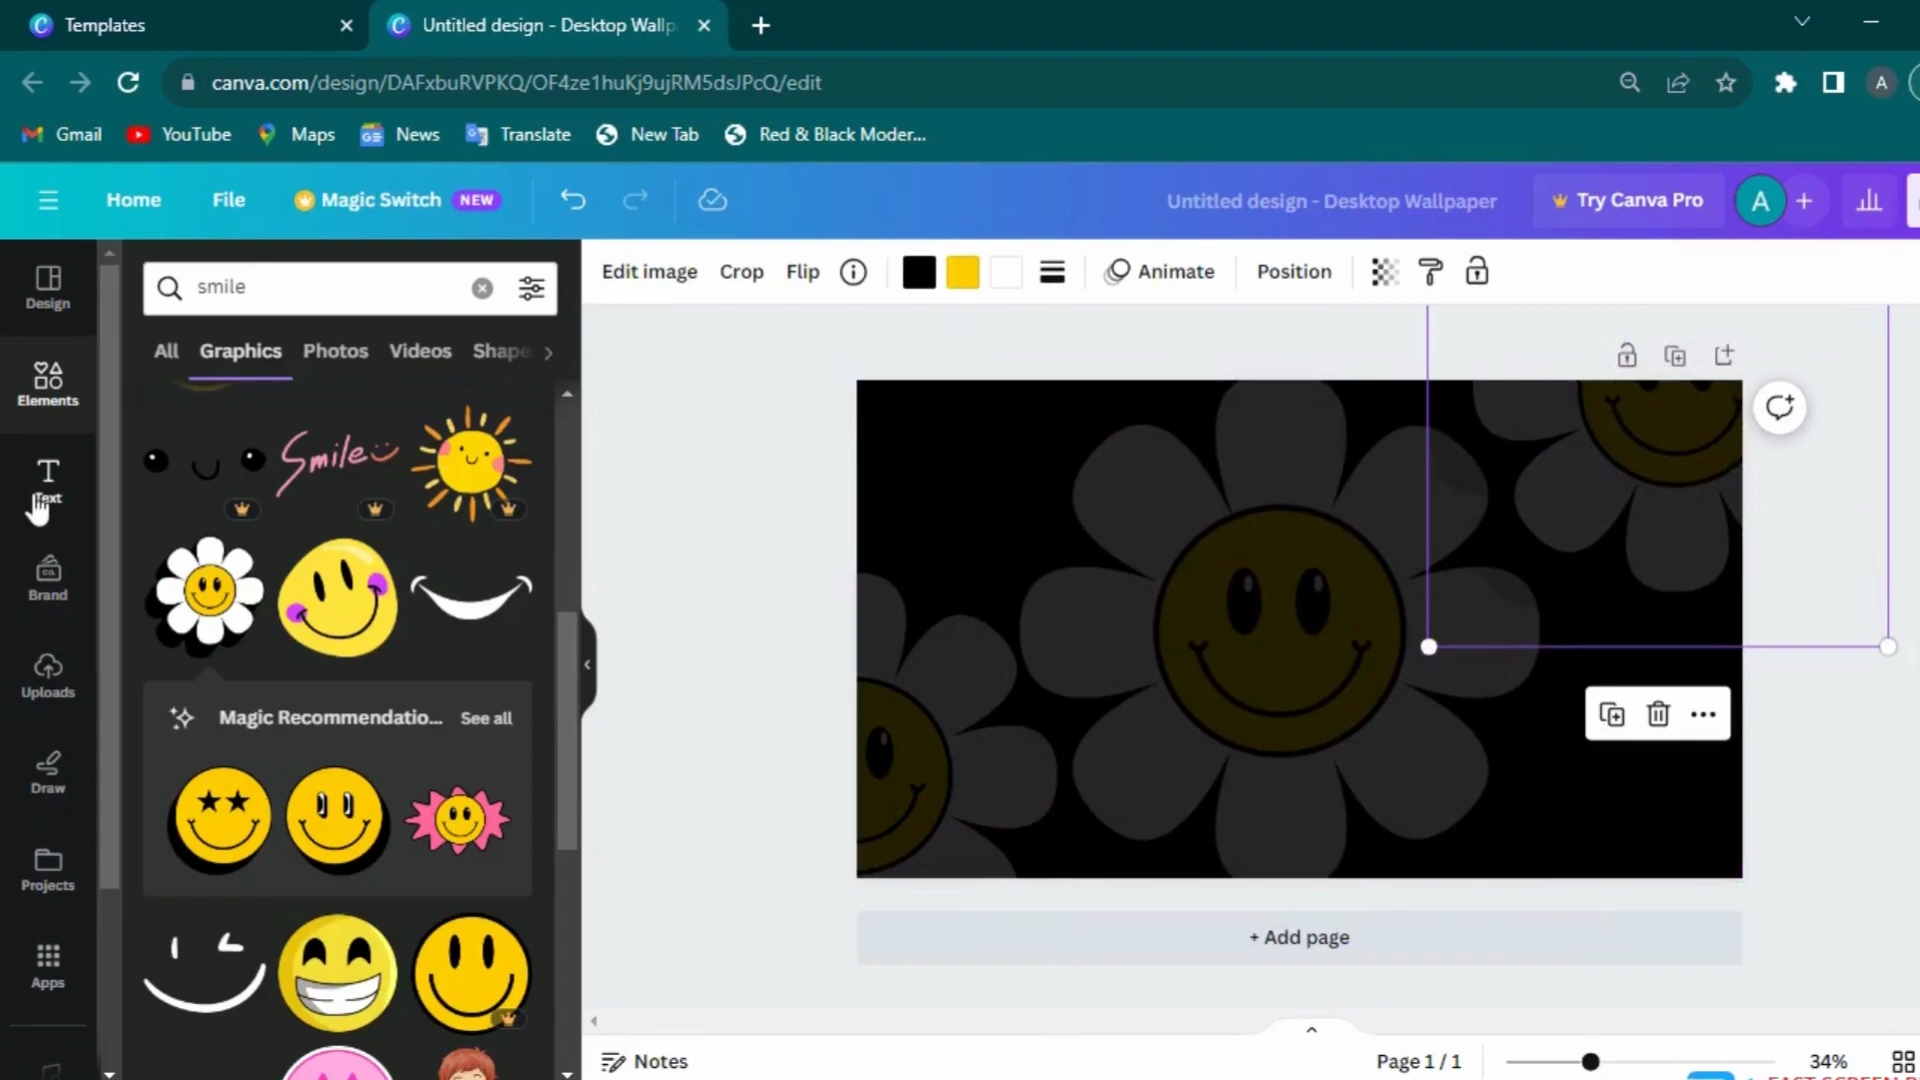 Templates
Untitled design - Desktop Wallp
canva.com/design/DAFxbuRVPKQ/OF4ze1huKj9ujRM5dsJPcQ/edit
A
Gmail
YouTube
Maps
News
Translate
New Tab
Red & Black Moder...
Home
File
Magic Switch
NEW
Untitled design - Desktop Wallpaper
Try Canva Pro
A
Design
Elements
Text
Brand
Uploads
Draw
Projects
Apps
smile
All
Graphics
Photos
Videos
Shape
Smile
Magic Recommendatio...
See all
Edit image
Crop
Flip
Animate
Position
+ Add page
Notes
Page 1 / 1
34%